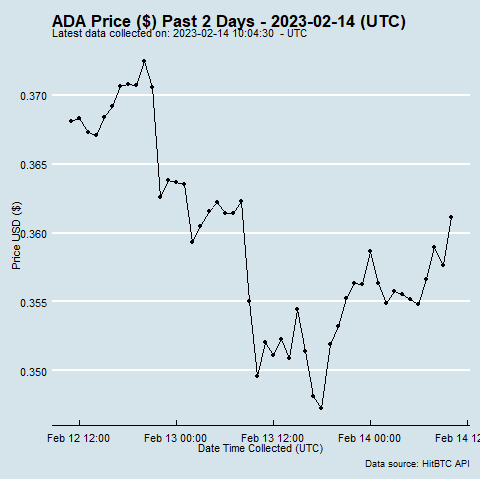 ADA Price ($) Past 2 Days - 2023-02-14 (UTC)
Latest data collected on: 2023-02-14 10:04:30 - UTC
0.370
0.365
0.360
0.355
0.350
Price USD ($)
Feb 12 12:00 Feb 13 00:00 Feb 13 12:00 Feb 14 00:00 Feb 14 12
Date Time Collected (UTC)
Data source: HitBTC API